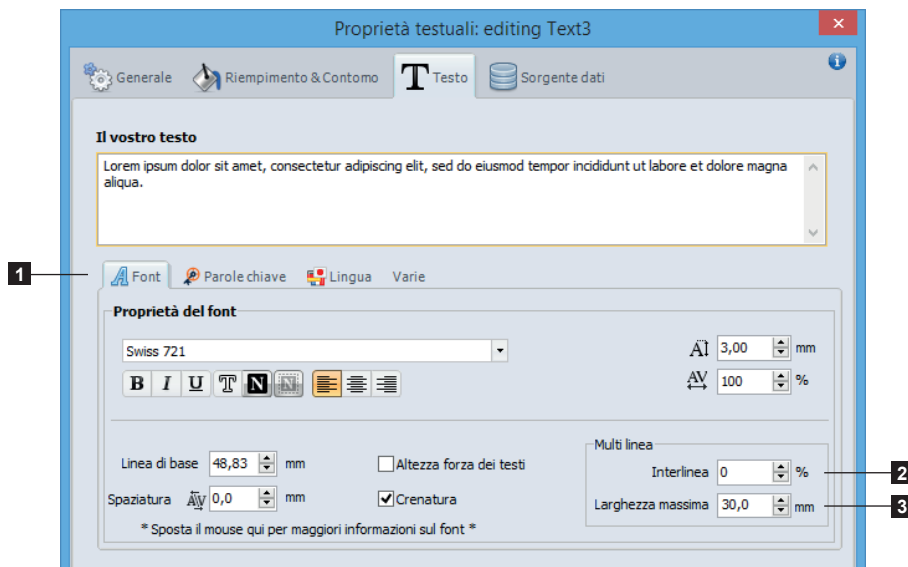 Proprietà testuali: editing Text3
Generale Riempimento & Contorno Testo Sorgente dati
Il vostro testo
Lorem ipsum dolor sit amet, consectetur adipiscing elit, sed do eiusmod tempor incididunt ut labore et dolore magna
aliqua.
1
Font Parole chiave Lingua Varie
Proprietà del font
Swiss 721
3,00 mm
B I U T N N
AV 100 %
Multi linea
Linea di base 48,83 mm Altezza forza dei testi
Interlinea 0 % 2
Spaziatura AV 0,0 mm Crenatura
Larghezza massima 30,0 mm 3
* Sposta il mouse qui per maggiori informazioni sul font *